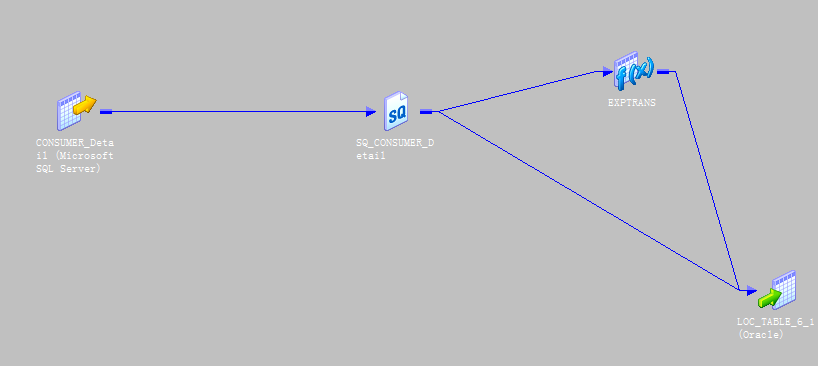 f(x)
EXPTRANS
SQ
CONSUMER_Deta
il (Microsoft
SQL Server)
SQ_CONSUMER_D
etail
LOC_TABLE_6_1
(Oracle)